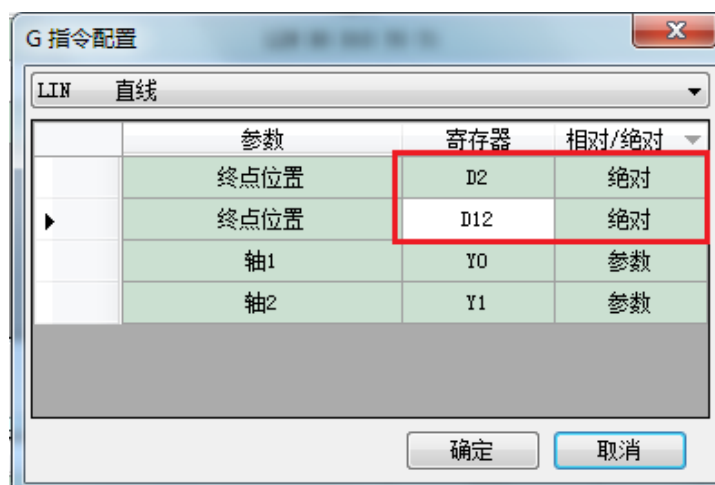 G 指令配置
LIN 直线
参数 寄存器 相对/绝对
终点位置 D2 绝对
终点位置 D12 绝对
轴1 Y0 参数
轴2 Y1 参数
确定 取消